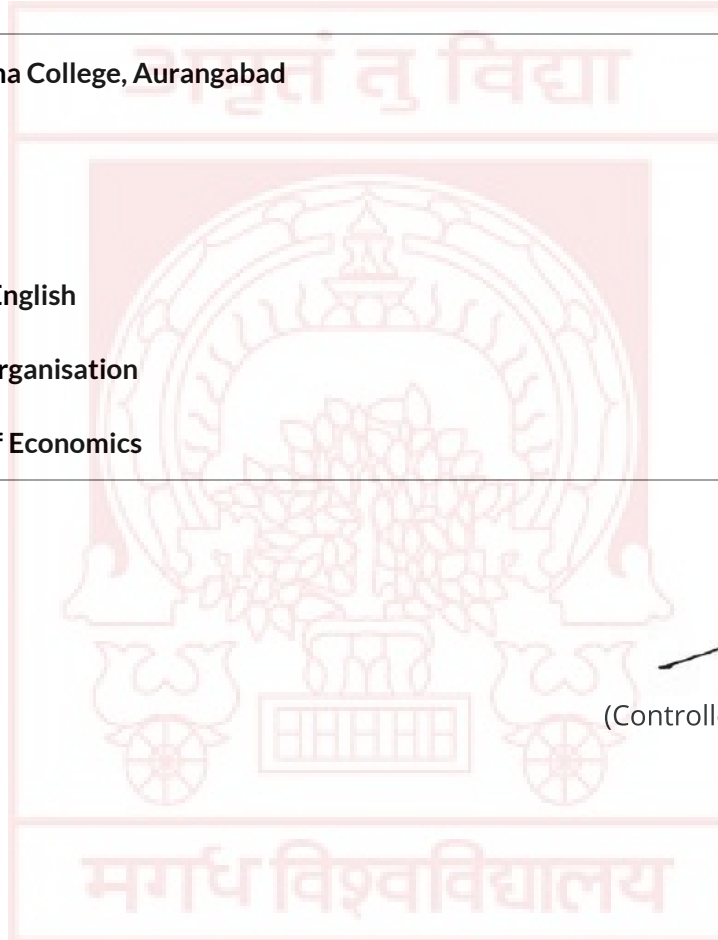 अमृतं तु विद्या
na College, Aurangabad
English
rganisation
f Economics
(Controll
मगध विश्वविद्यालय